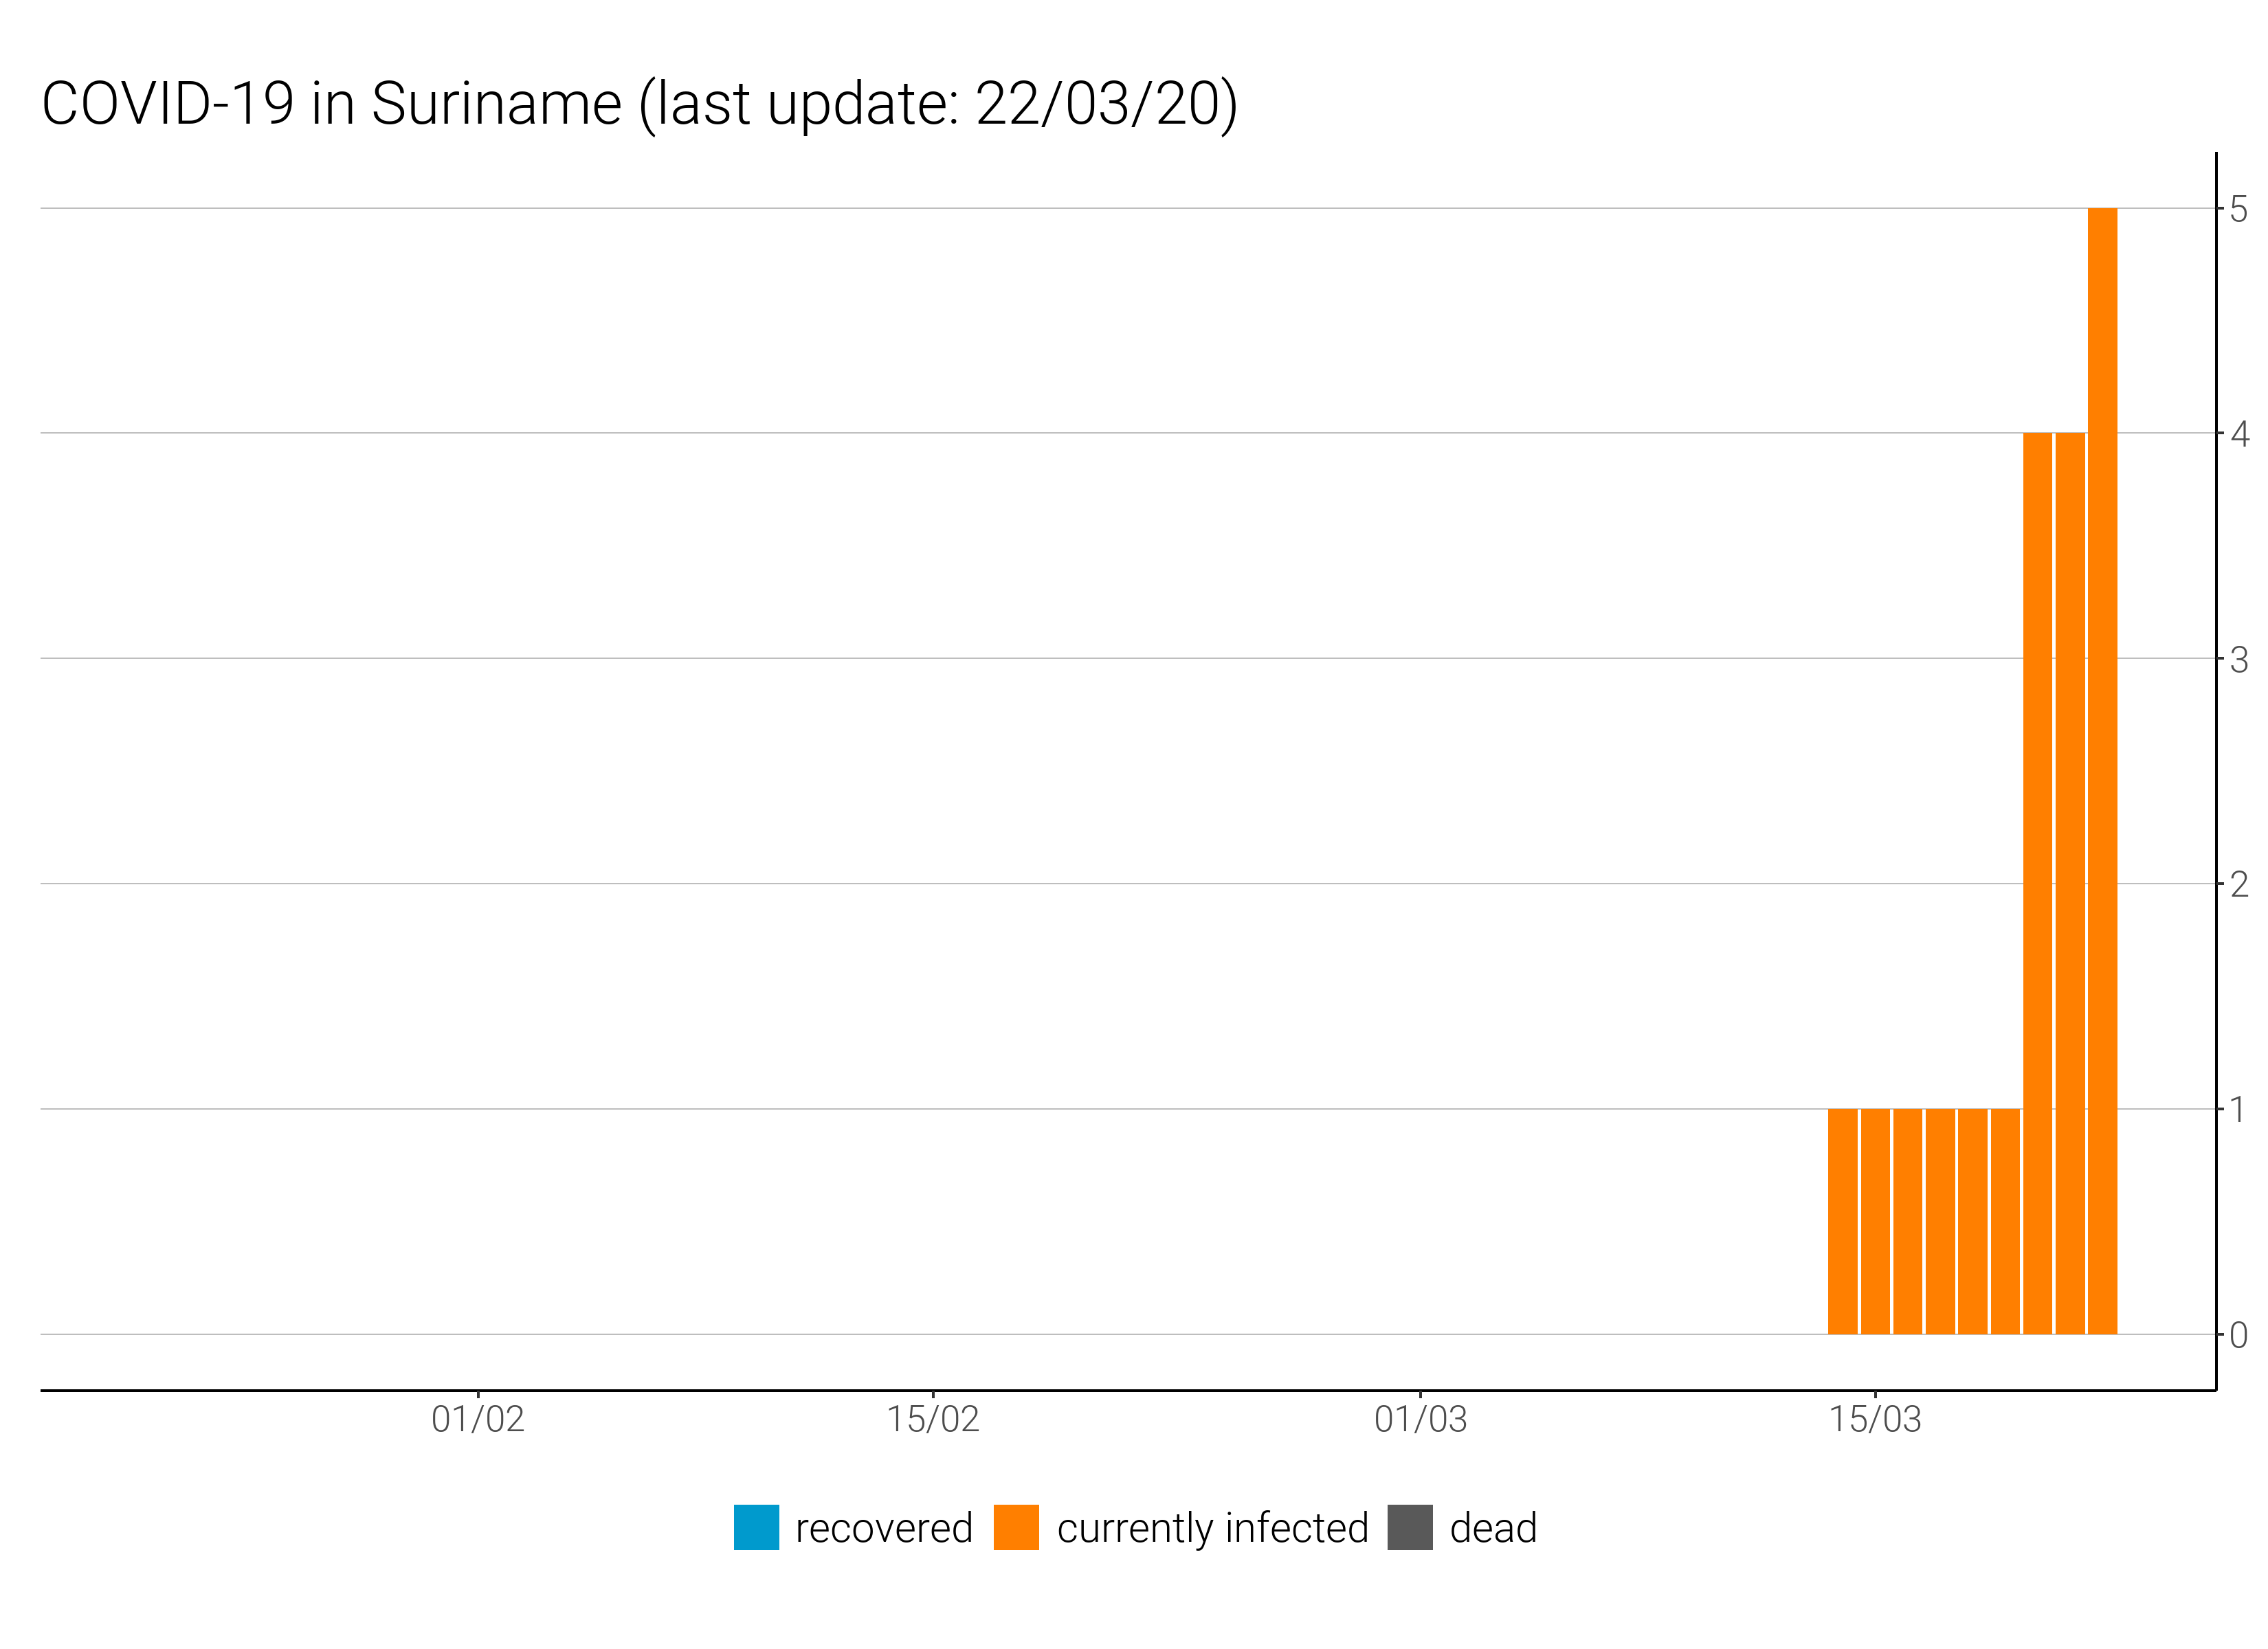 COVID-19 in Suriname (last update: 22/03/20)
5
4
3
2
1
0
01/02 15/02 01/03 15/03
recovered currently infected dead